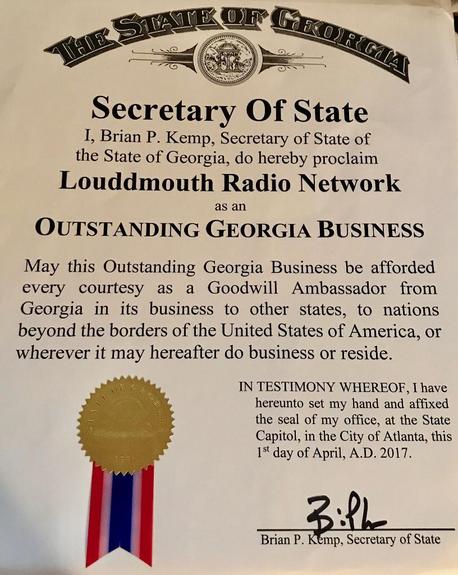 THE STATE OF GEORGIA
Secretary Of State
I, Brian P. Kemp, Secretary of State of
the State of Georgia, do hereby proclaim
Louddmouth Radio Network
as an
OUTSTANDING GEORGIA BUSINESS
May this Outstanding Georgia Business be afforded
every courtesy as a Goodwill Ambassador from
Georgia in its business to other states, to nations
beyond the borders of the United States of America, or
wherever it may hereafter do business or reside.
IN TESTIMONY WHEREOF, I have
hereunto set my hand and affixed
the seal of my office, at the State
Capitol, in the City of Atlanta, this
1st day of April, A.D. 2017.
Brian P. Kemp, Secretary of State